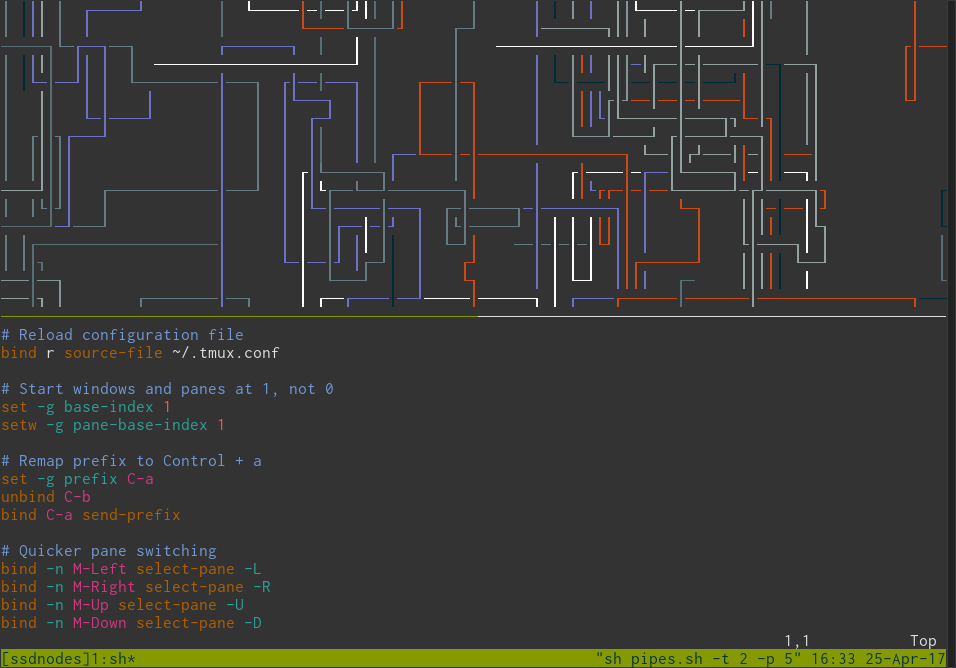 # Reload configuration file
bind r source-file ~/.tmux.conf
# Start windows and panes at 1, not 0
set -g base-index 1
setw -g pane-base-index 1
# Remap prefix to Control + a
set -g prefix C-a
unbind C-b
bind C-a send-prefix
# Quicker pane switching
bind -n M-Left select-pane -L
bind -n M-Right select-pane -R
bind -n M-Up select-pane -U
bind -n M-Down select-pane -D
1,1 Top
[ssdnodes]1:sh* "sh pipes.sh -t 2 -p 5" 16:33 25-Apr-17